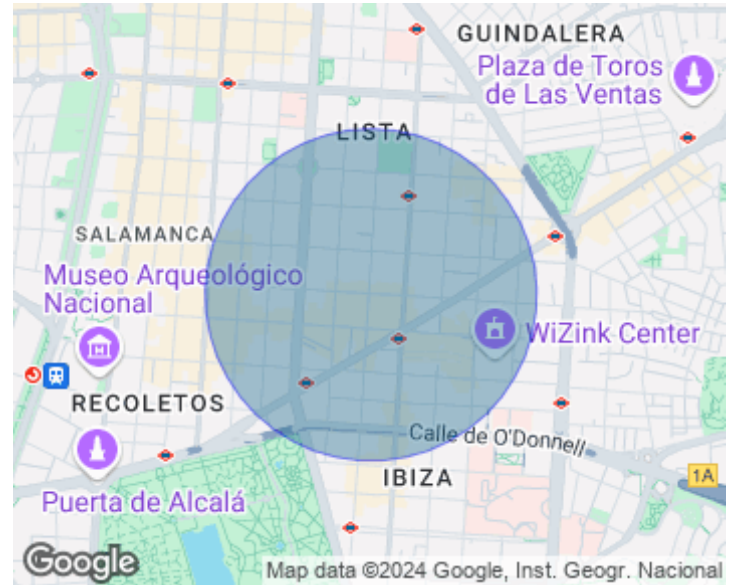 GUINDALERA
Plaza de Toros
de Las Ventas
LISTA
SALAMANCA
Museo Arqueológico
Nacional
WiZink Center
RECOLETOS
Calle de O'Donnell
IBIZA
1A
Puerta de Alcalá
Google
Map data ©2024 Google, Inst. Geogr. Nacional